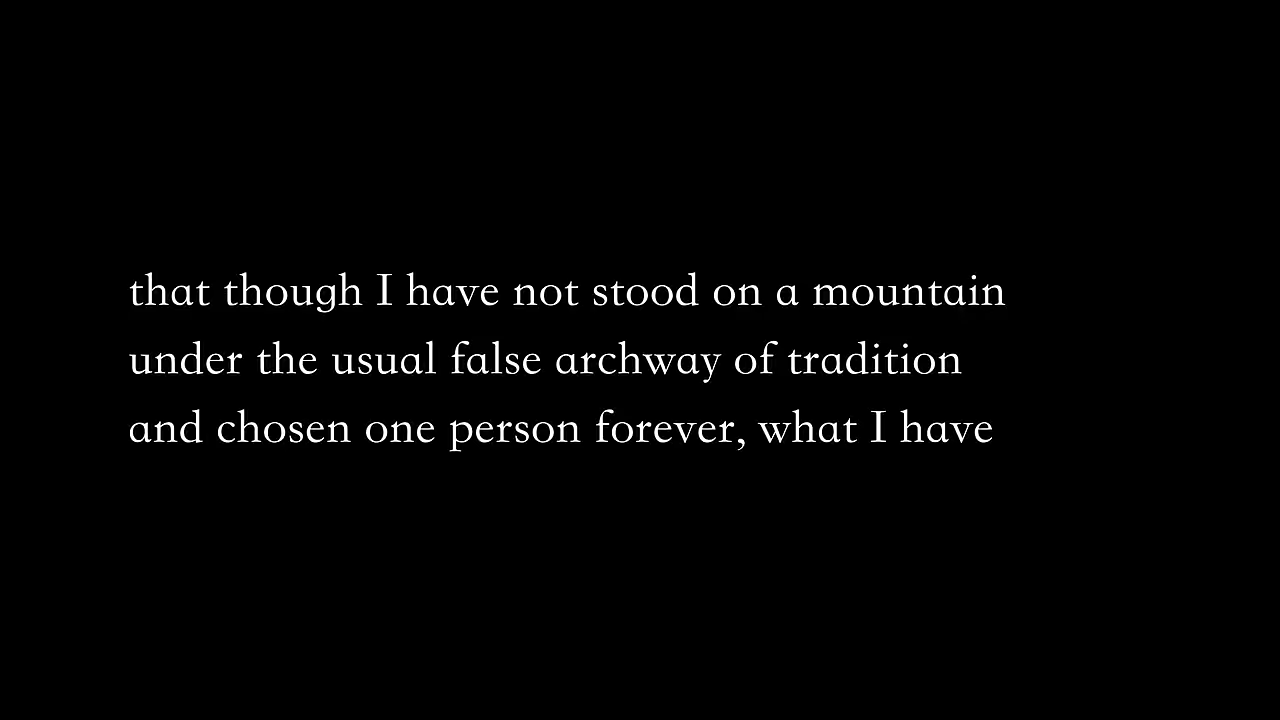 that though I have not stood on a mountain
under the usual false archway of tradition
and chosen one person forever, what I have